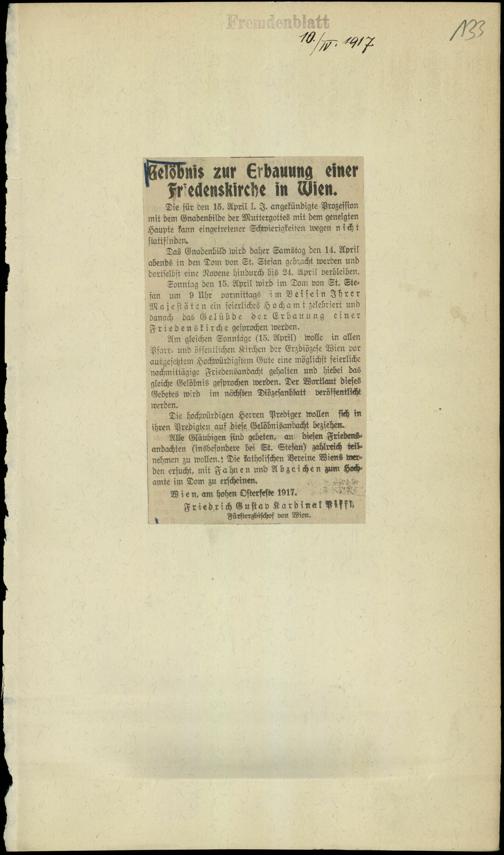 Fremdenblatt
10./IV. 1917
133
Gelöbnis zur Erbauung einer
Friedenskirche in Wien.
Die für den 15. April l. J. angekündigte Prozession
mit dem Gnadenbilde der Muttergottes mit dem geneigten
Haupte kann eingetretener Schwierigkeiten wegen nicht
stattfinden.
Das Gnadenbild wird daher Samstag den 14. April
abends in den Dom von St. Stefan gebracht werden und
dortselbst eine Novene hindurch bis 24. April verbleiben.
Sonntag den 15. April wird im Dom von St. Ste-
fan um 9 Uhr vormittags im Beisein Ihrer
Majestäten ein feierliches Hochamt zelebriert und
danach das Gelübde der Erbauung einer
Friedenskirche gesprochen werden.
Am gleichen Sonntage (15. April) wolle in allen
Pfarr- und öffentlichen Kirchen der Erzdiözese Wien vor
ausgesetztem Hochwürdigstem Gute eine möglichst feierliche
nachmittägige Friedensandacht gehalten und hiebei das
gleiche Gelöbnis gesprochen werden. Der Wortlaut dieses
Gebetes wird im nächsten Diözesanblatt veröffentlicht
werden.
Die hochwürdigen Herren Prediger wollen sich in
ihren Predigten auf diese Gelöbnisandacht beziehen.
Alle Gläubigen sind gebeten, an diesen Friedens-
andachten (insbesondere bei St. Stefan) zahlreich teil-
nehmen zu wollen. Die katholischen Vereine Wiens wer-
den ersucht, mit Fahnen und Abzeichen zum Hoch-
amte im Dom zu erscheinen.
Wien, am hohen Osterfeste 1917.
Friedrich Gustav Kardinal Piffl,
Fürsterzbischof von Wien.